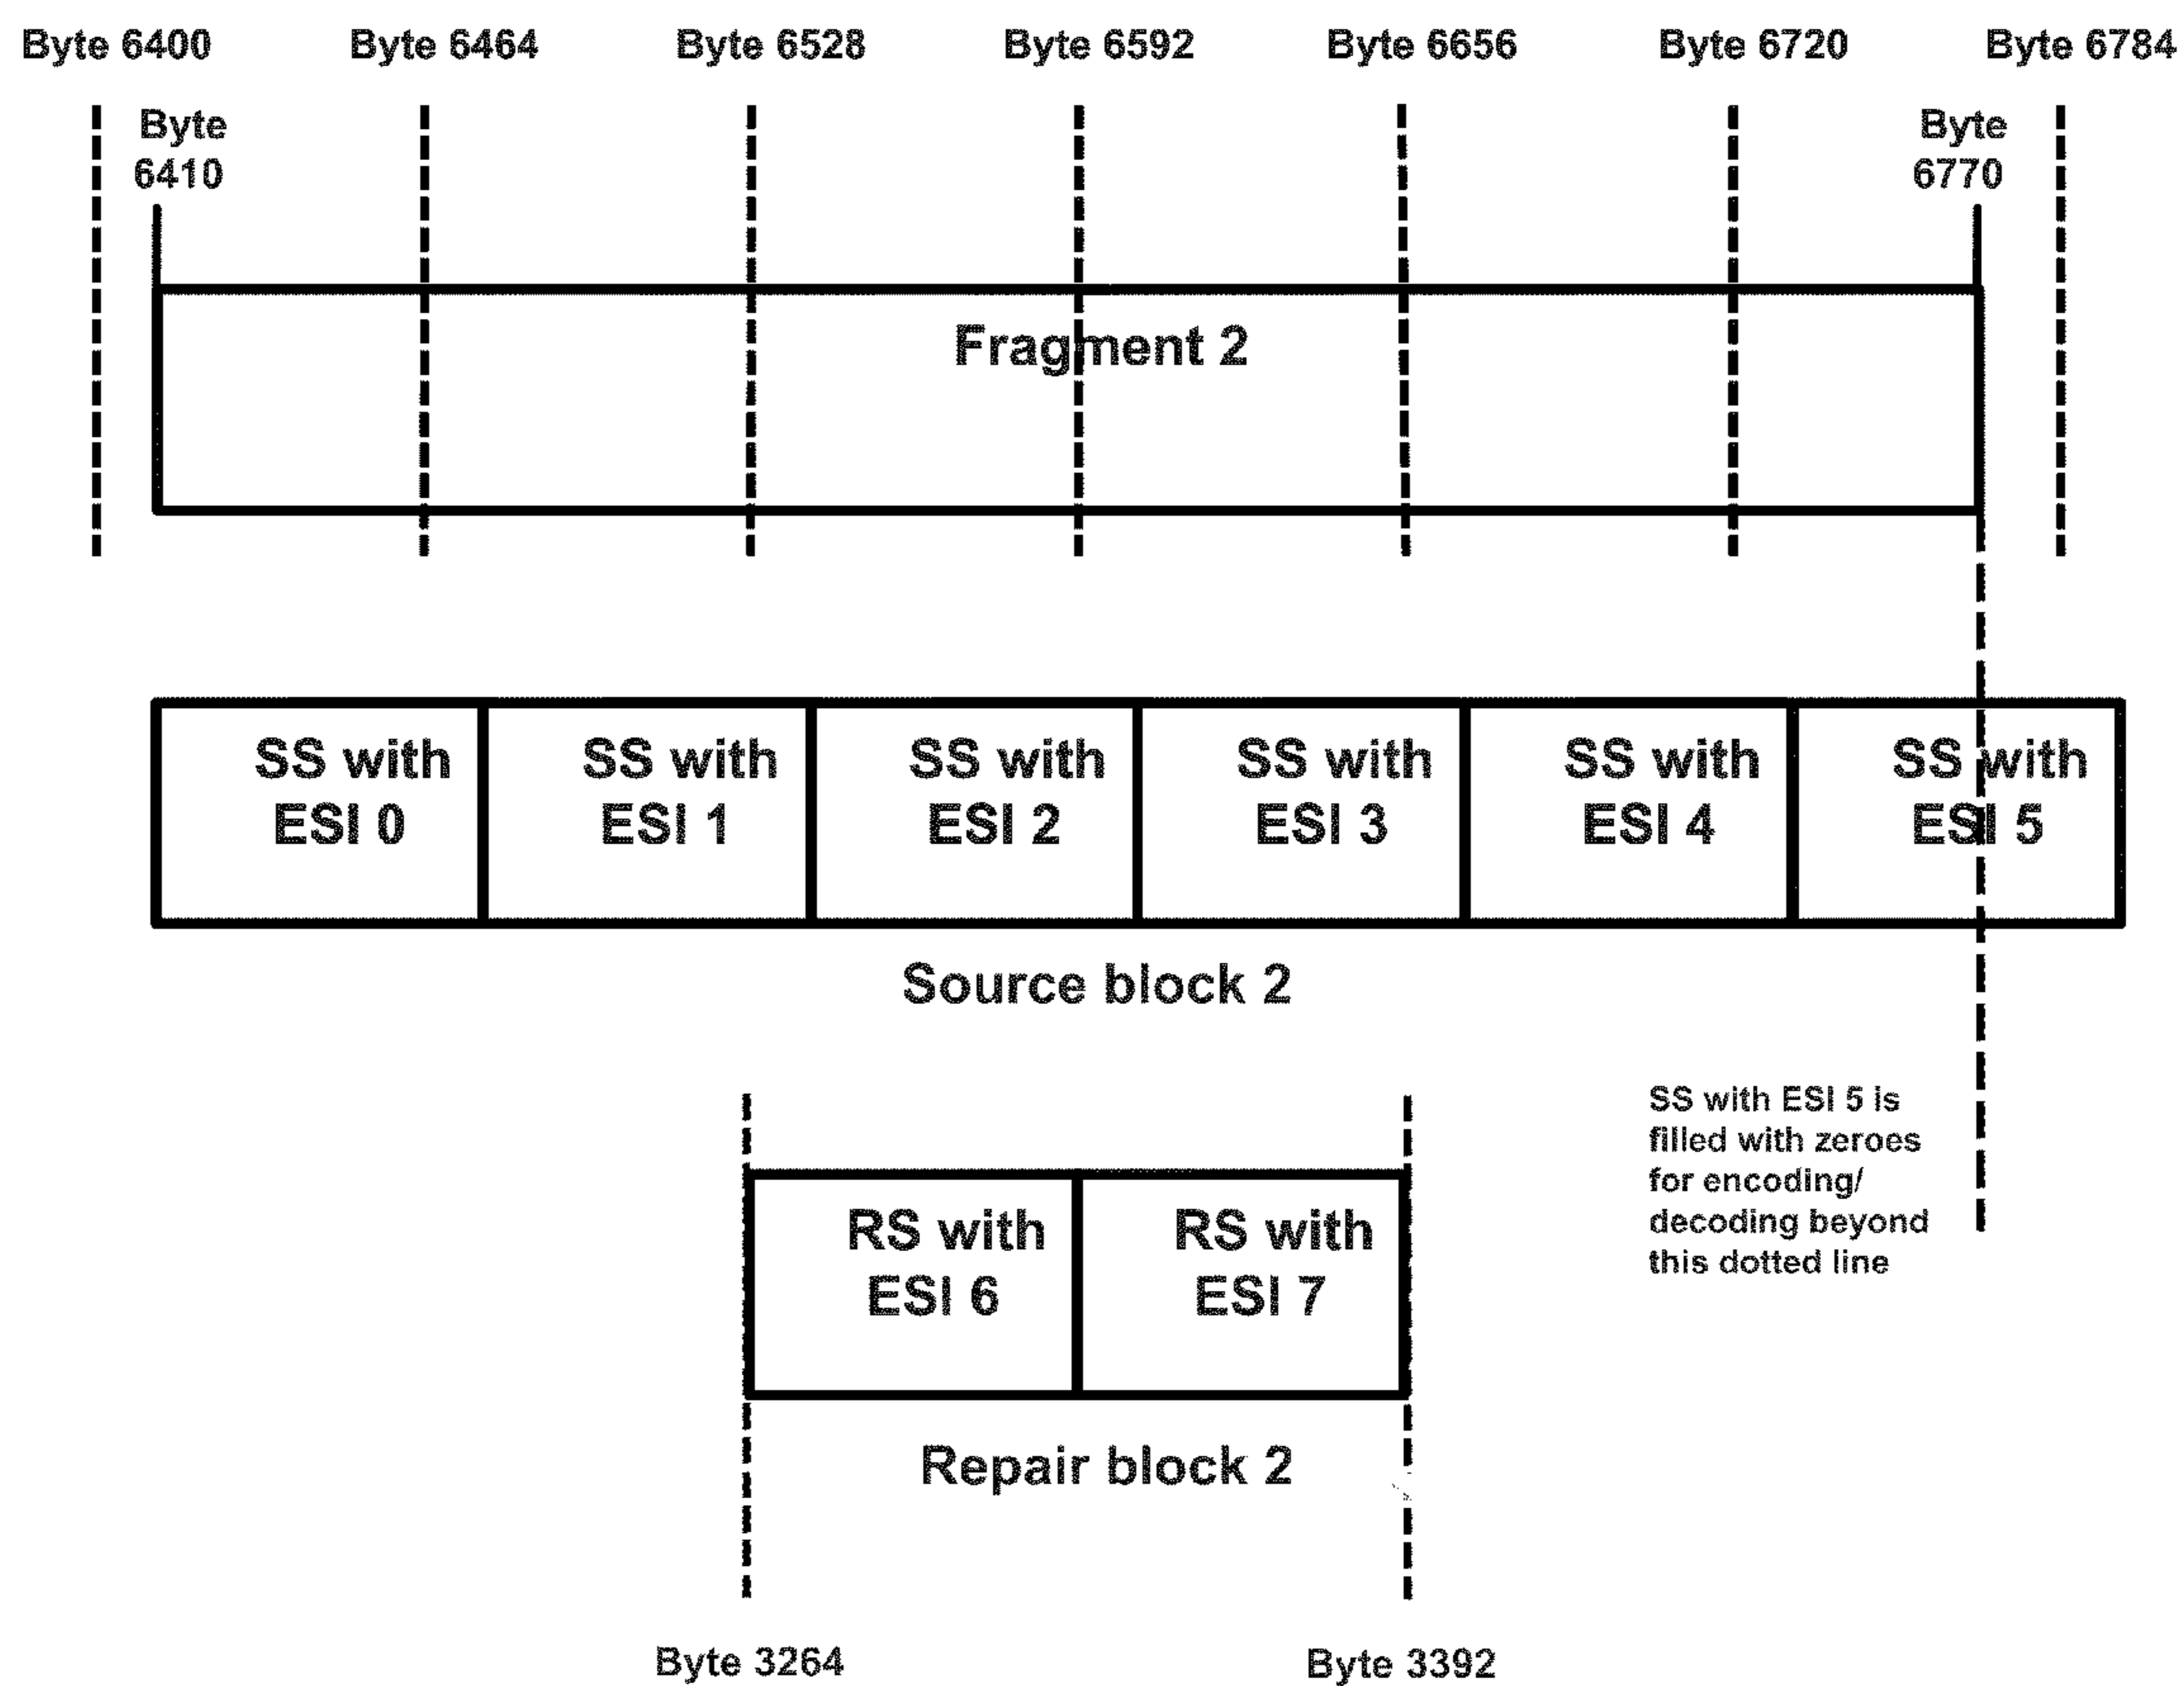 Byte 6400 Byte 6464 Byte 6528 Byte 6592 Byte 6656 Byte 6720 Byte 6784
Byte
6410
Byte
6770
Fragment 2
SS with
ESI 0
SS with
ESI 1
SS with
ESI 2
SS with
ESI 3
SS with
ESI 4
SS with
ESI 5
Source block 2
SS with ESI 5 is
filled with zeroes
for encoding/
decoding beyond
this dotted line
RS with
ESI 6
RS with
ESI 7
Repair block 2
Byte 3264
Byte 3392